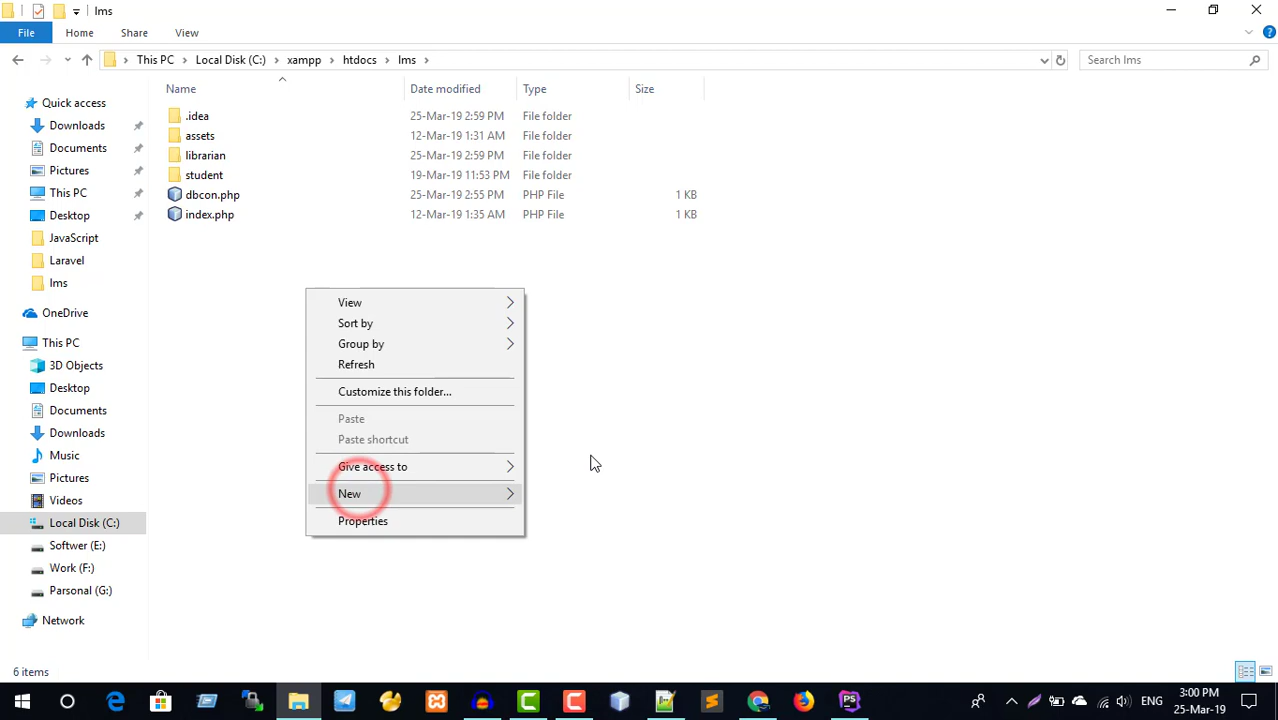 lms
File Home Share View
This PC Local Disk (C:) xampp htdocs lms Search lms
Name Date modified Type Size
Quick access
Downloads
Documents
Pictures
This PC
Desktop
JavaScript
Laravel
lms
OneDrive
This PC
3D Objects
Desktop
Documents
Downloads
Music
Pictures
Videos
Local Disk (C:)
Softwer (E:)
Work (F:)
Parsonal (G:)
Network
.idea 25-Mar-19 2:59 PM File folder
assets 12-Mar-19 1:31 AM File folder
librarian 25-Mar-19 2:59 PM File folder
student 19-Mar-19 11:53 PM File folder
dbcon.php 25-Mar-19 2:55 PM PHP File 1 KB
index.php 12-Mar-19 1:35 AM PHP File 1 KB
View
Sort by
Group by
Refresh
Customize this folder...
Paste
Paste shortcut
Give access to
New
Properties
6 items
ENG
3:00 PM
25-Mar-19